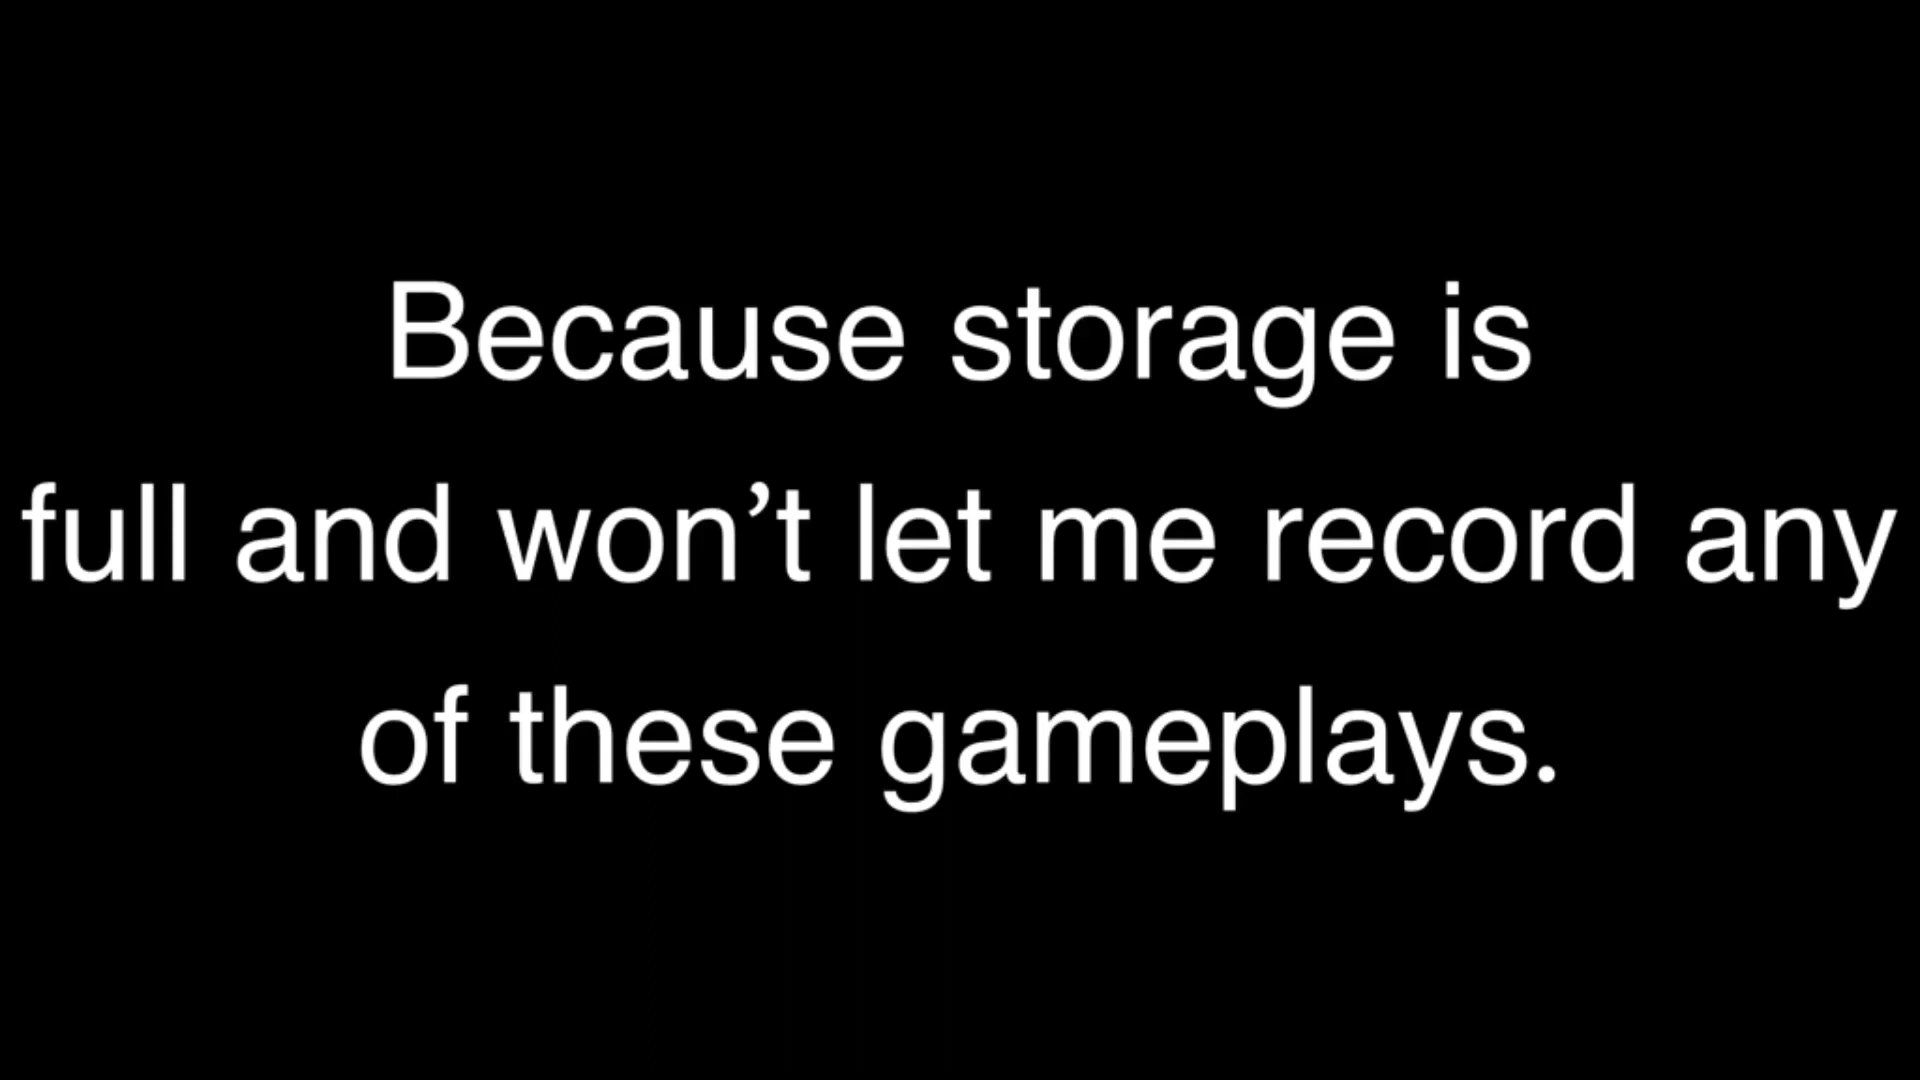 Because storage is
full and won’t let me record any
of these gameplays.